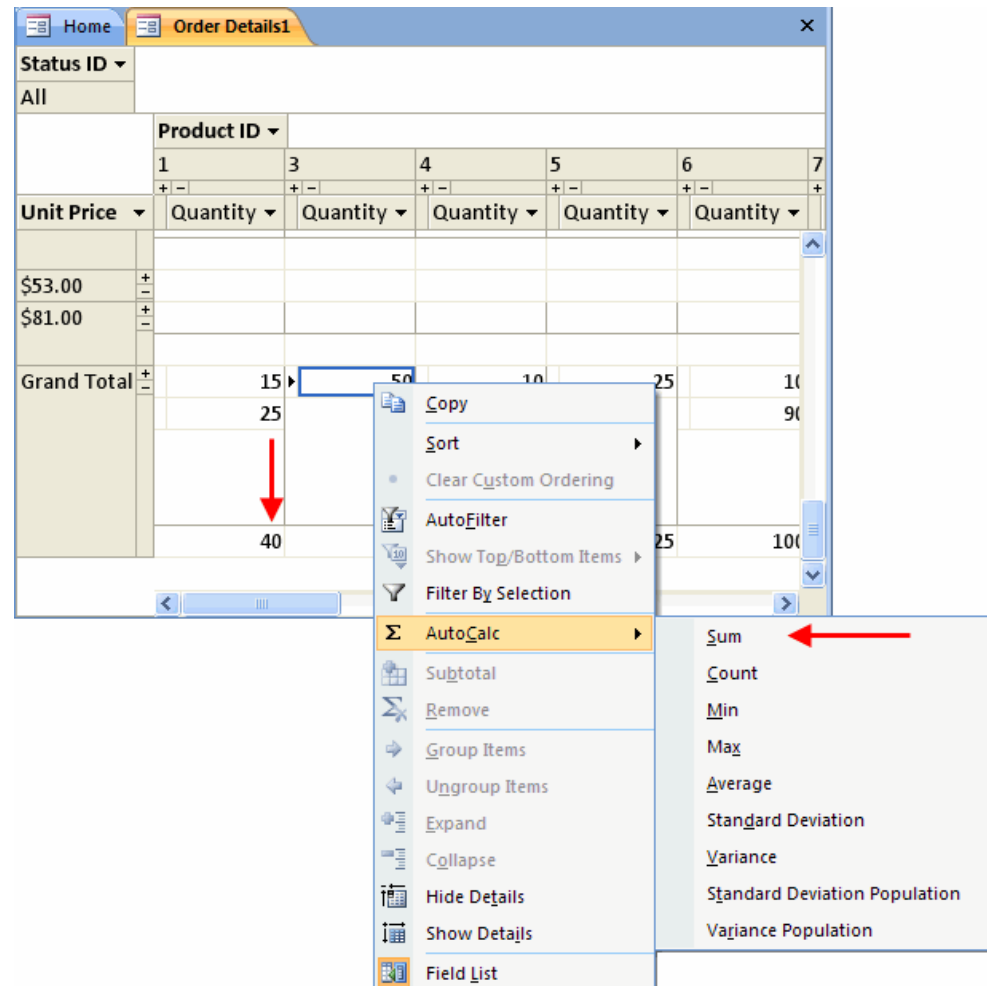 Home Order Details1
Status ID
All
Product ID
1 3 4 5 6 7
Unit Price Quantity Quantity Quantity Quantity Quantity
$53.00
$81.00
Grand Total 15 50 10 25 10
25 90
40 25 100
Copy
Sort
Clear Custom Ordering
AutoFilter
Show Top/Bottom Items
Filter By Selection
AutoCalc
Subtotal
Remove
Group Items
Ungroup Items
Expand
Collapse
Hide Details
Show Details
Field List
Sum
Count
Min
Max
Average
Standard Deviation
Variance
Standard Deviation Population
Variance Population